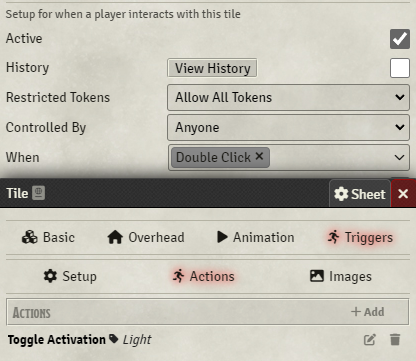 Setup for when a player interacts with this tile
Active
History View History
Restricted Tokens Allow All Tokens
Controlled By Anyone
When Double Click ×
Tile Sheet ×
Basic Overhead Animation Triggers
Setup Actions Images
Actions + Add
Toggle Activation Light